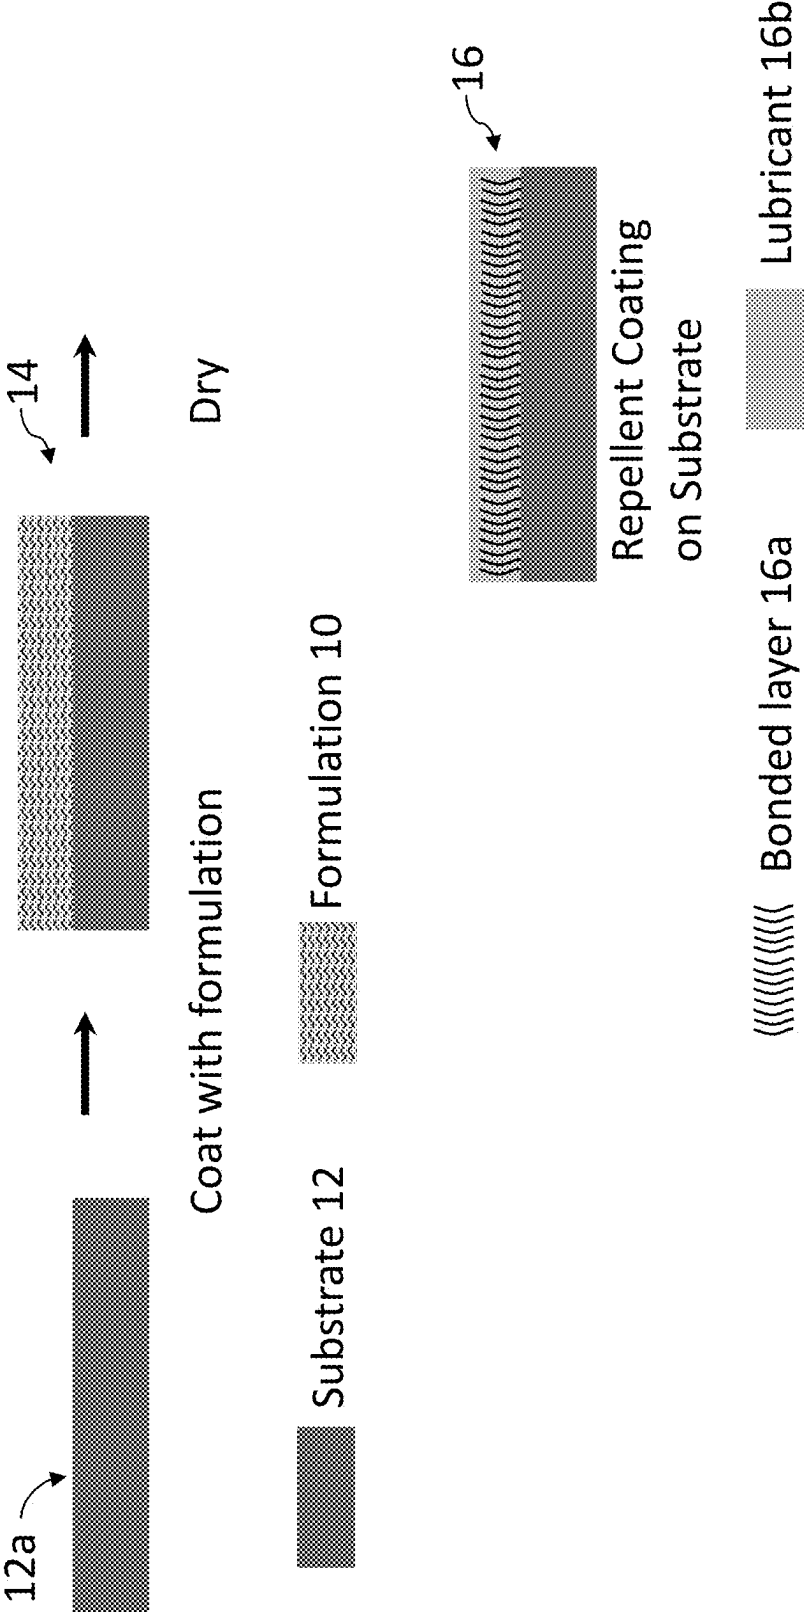 12a
14
Coat with formulation
Dry
Substrate 12
Formulation 10
16
Repellent Coating
on Substrate
Bonded layer 16a
Lubricant 16b